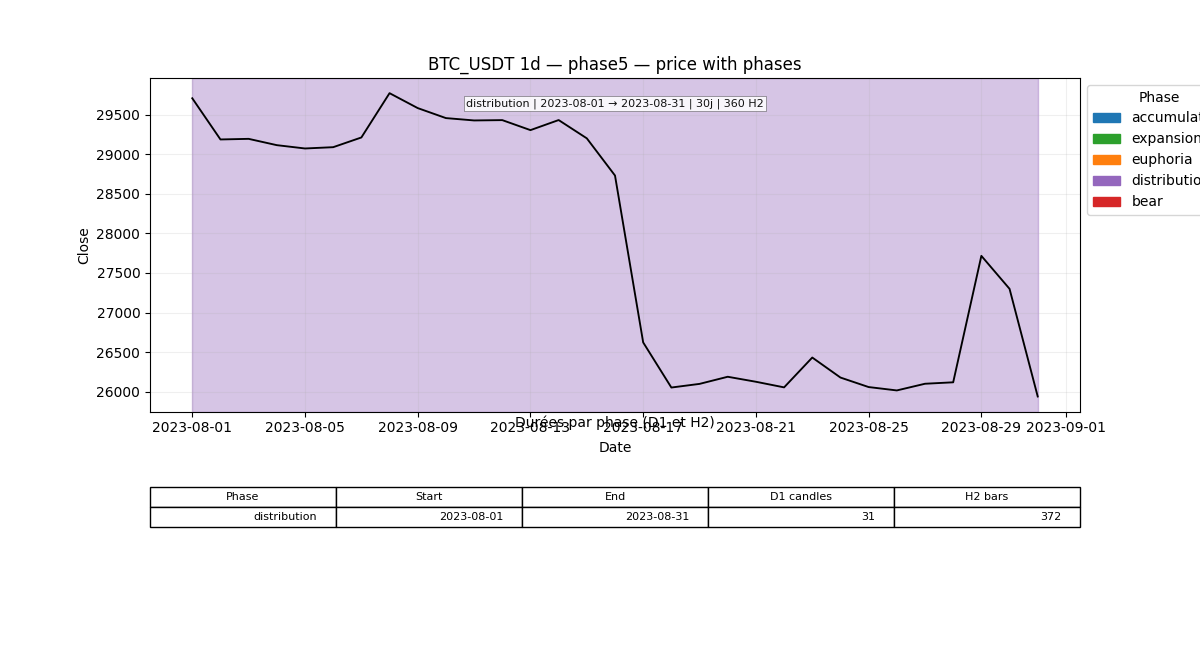 BTC_USDT 1d — phase5 — price with phases
distribution | 2023-08-01 → 2023-08-31 | 30j | 360 H2
Phase
accumulat
expansion
euphoria
distributio
bear
Close
29500
29000
28500
28000
27500
27000
26500
26000
Durées par phase (D1 et H2)
2023-08-01 2023-08-05 2023-08-09 2023-08-13 2023-08-17 2023-08-21 2023-08-25 2023-08-29 2023-09-01
Date
Phase Start End D1 candles H2 bars
distribution 2023-08-01 2023-08-31 31 372